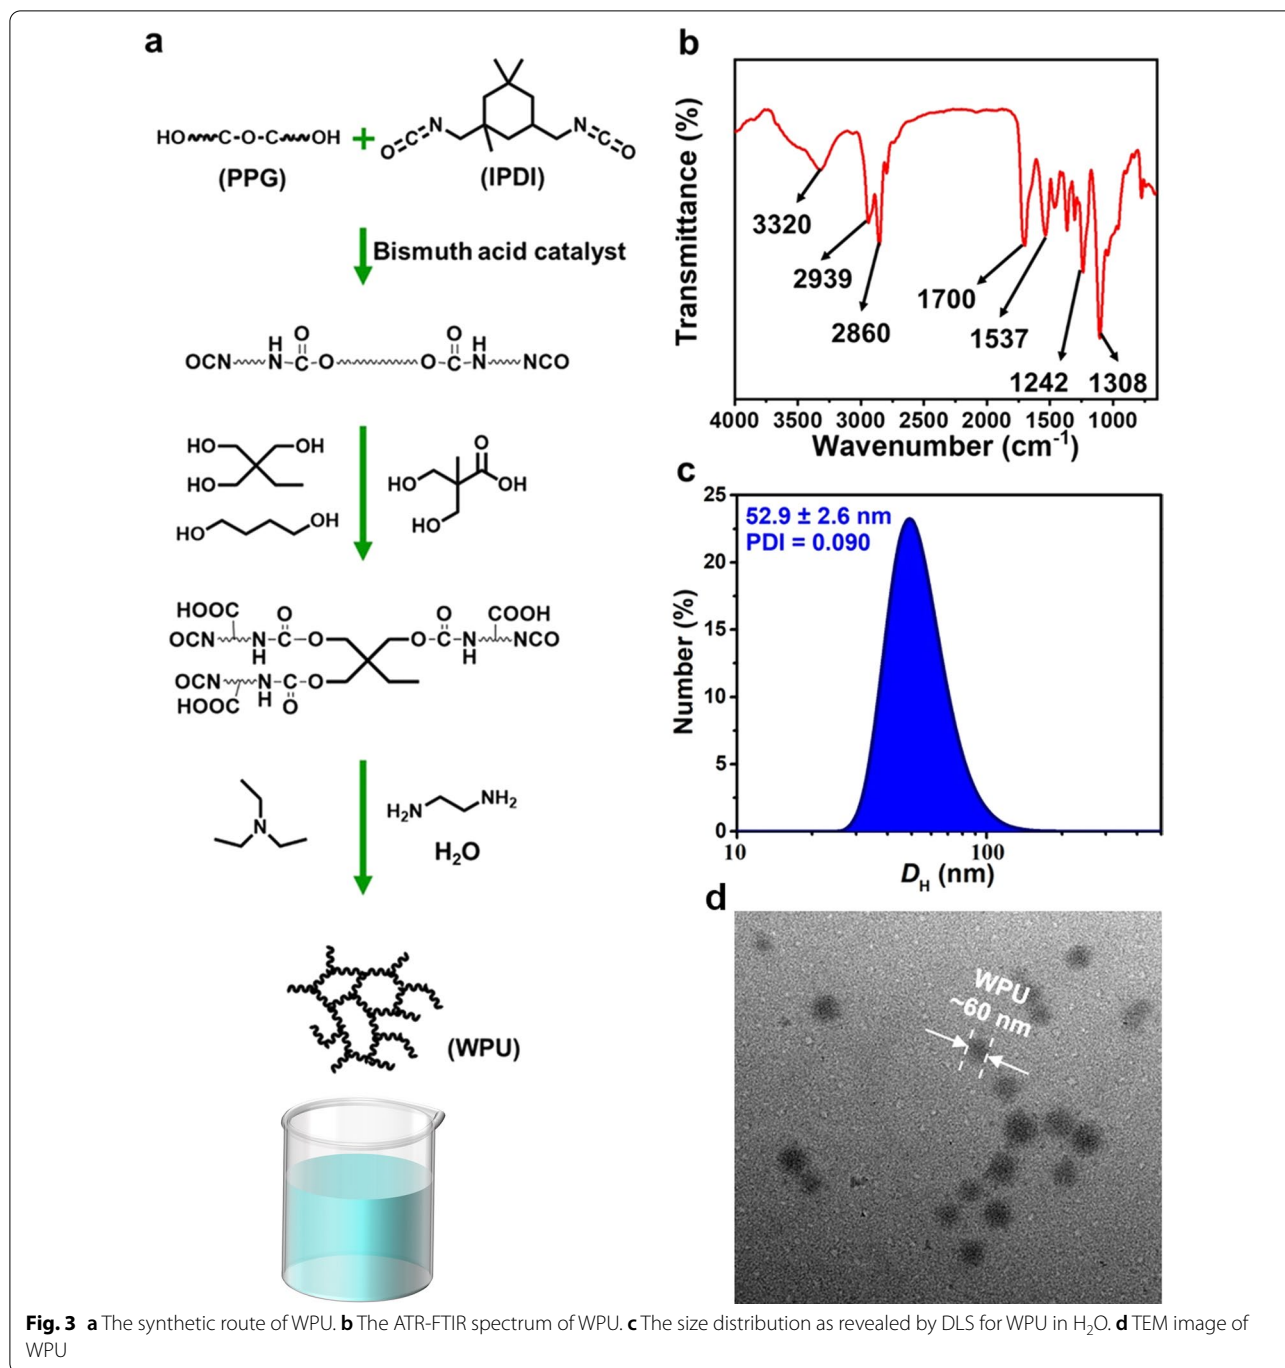 a
HO C-O-C OH
(PPG)
+
O=C=N N=C=O
(IPDI)
Bismuth acid catalyst
OCN N H C O O O O C H N NCO
HO OH
HO
HO OH
HO O OH
HO
HOOC O O COOH
OCN N H C O O C N H NCO
OCN N H C O O
HOOC
N
H₂N NH₂
H₂O
(WPU)
b
Transmittance (%)
3320
2939
2860
1700
1537
1242
1308
4000 3500 3000 2500 2000 1500 1000
Wavenumber (cm⁻¹)
c
52.9 ± 2.6 nm
PDI = 0.090
Number (%)
25
20
15
10
5
0
10 100
D_H (nm)
d
WPU
~60 nm
Fig. 3 a The synthetic route of WPU. b The ATR-FTIR spectrum of WPU. c The size distribution as revealed by DLS for WPU in H₂O. d TEM image of
WPU